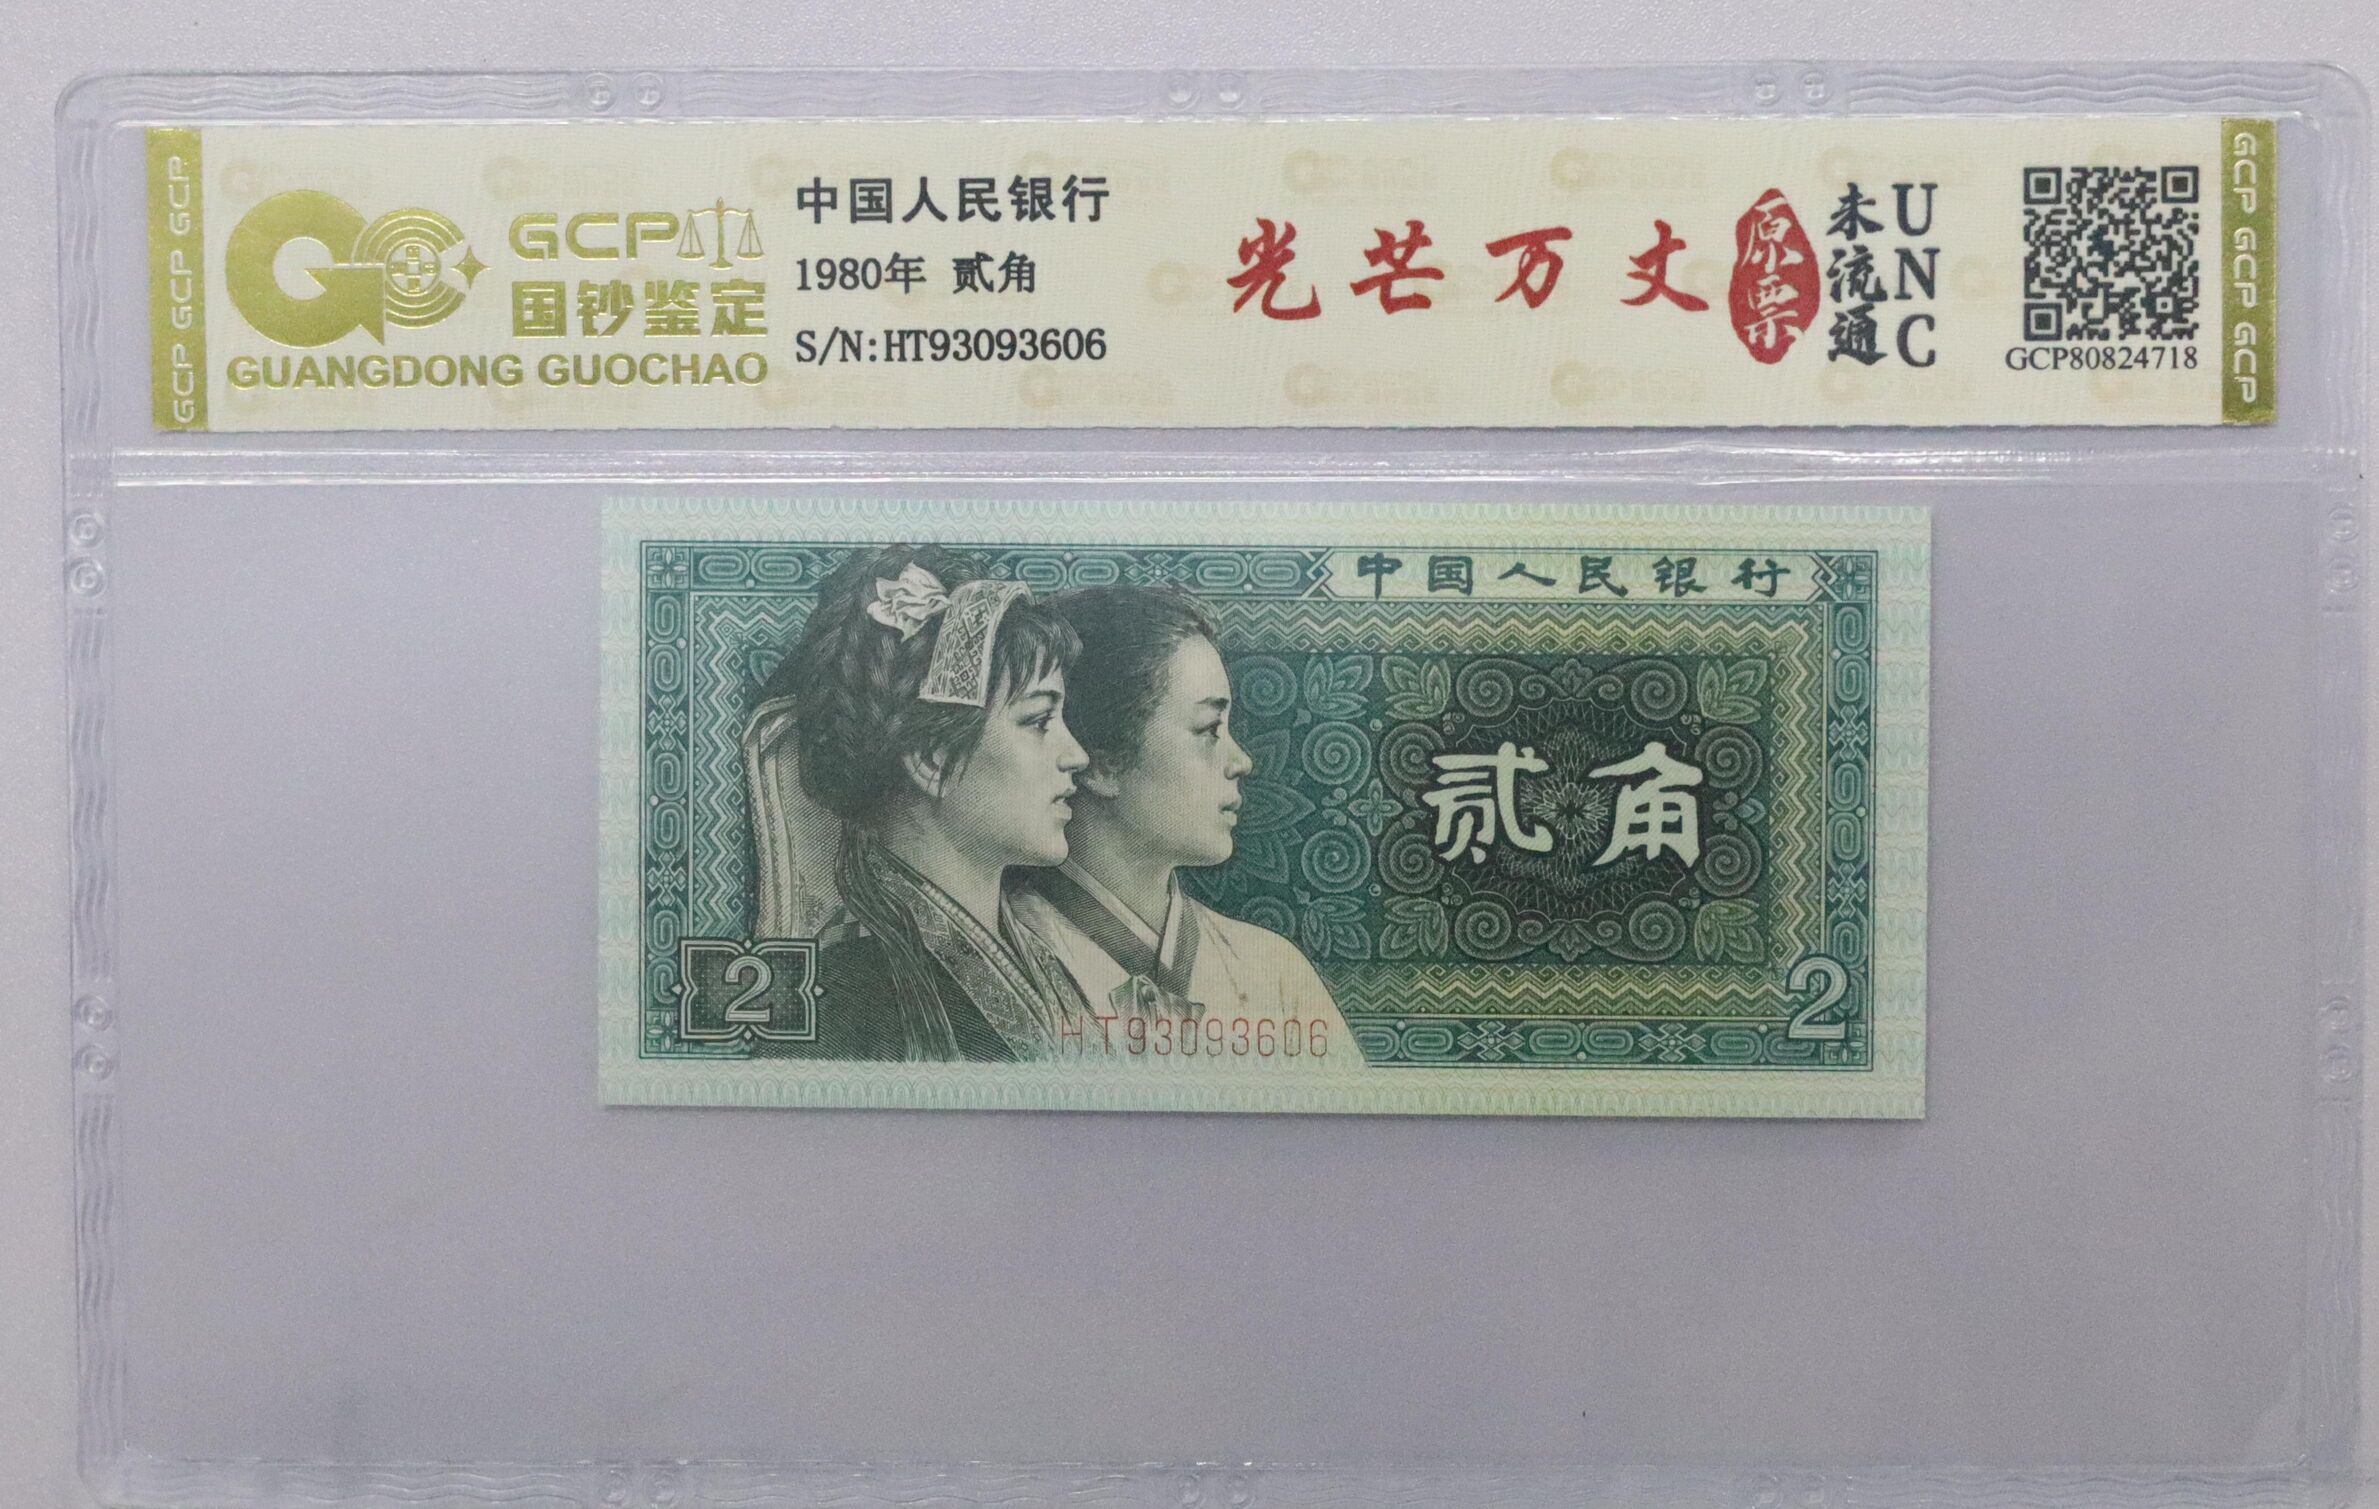 GCP GCP GCP
GCP
国钞鉴定
GUANGDONG GUOCHAO
中国人民银行
1980年 贰角
S/N:HT93093606
光芒万丈
原票
未流通
UNC
GCP80824718
GCP GCP GCP
中国人民银行
贰角
2
2
HT93093606